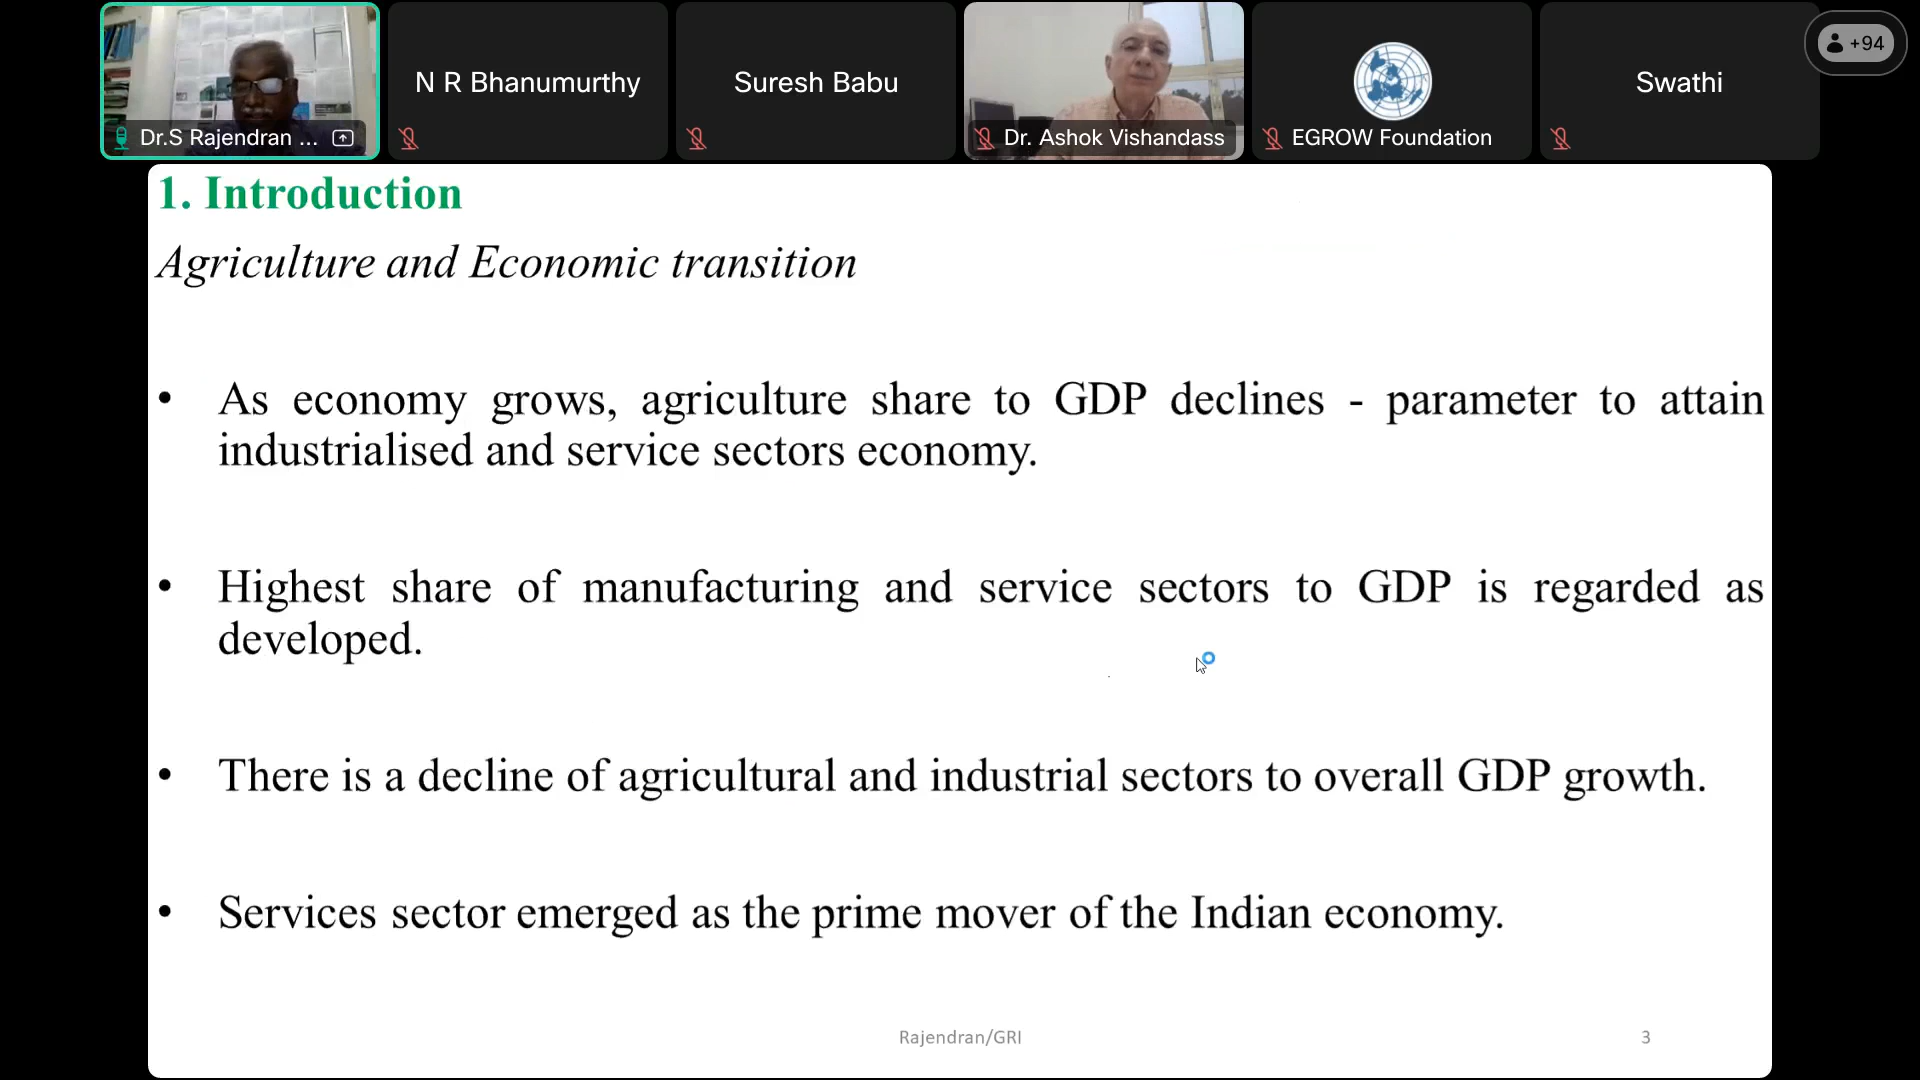 Dr.S Rajendran ...
N R Bhanumurthy
Suresh Babu
Dr. Ashok Vishandass
EGROW Foundation
Swathi
+94
1. Introduction
Agriculture and Economic transition
• As economy grows, agriculture share to GDP declines - parameter to attain
industrialised and service sectors economy.
• Highest share of manufacturing and service sectors to GDP is regarded as
developed.
• There is a decline of agricultural and industrial sectors to overall GDP growth.
• Services sector emerged as the prime mover of the Indian economy.
Rajendran/GRI
3